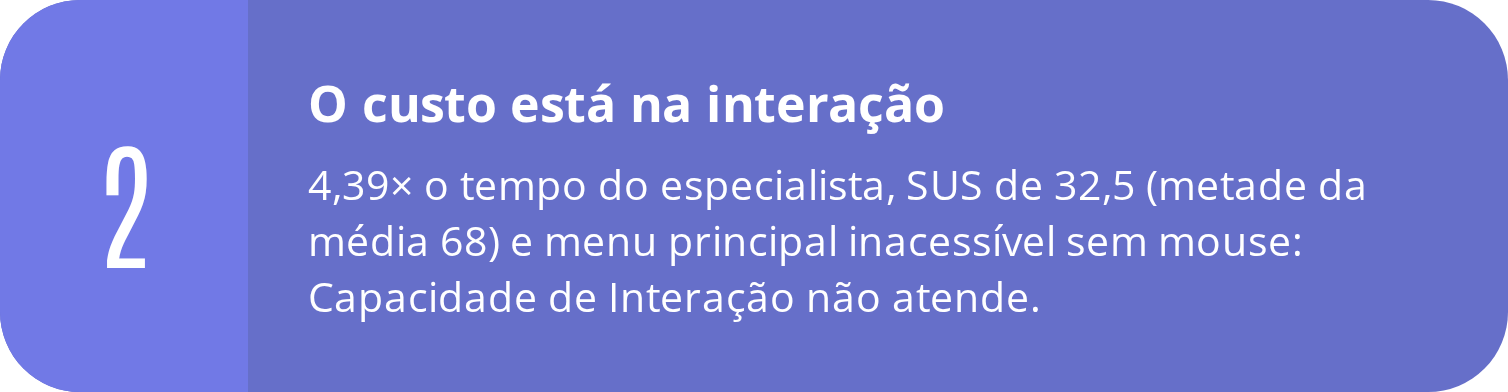 2
O custo está na interação
4,39× o tempo do especialista, SUS de 32,5 (metade da
média 68) e menu principal inacessível sem mouse:
Capacidade de Interação não atende.